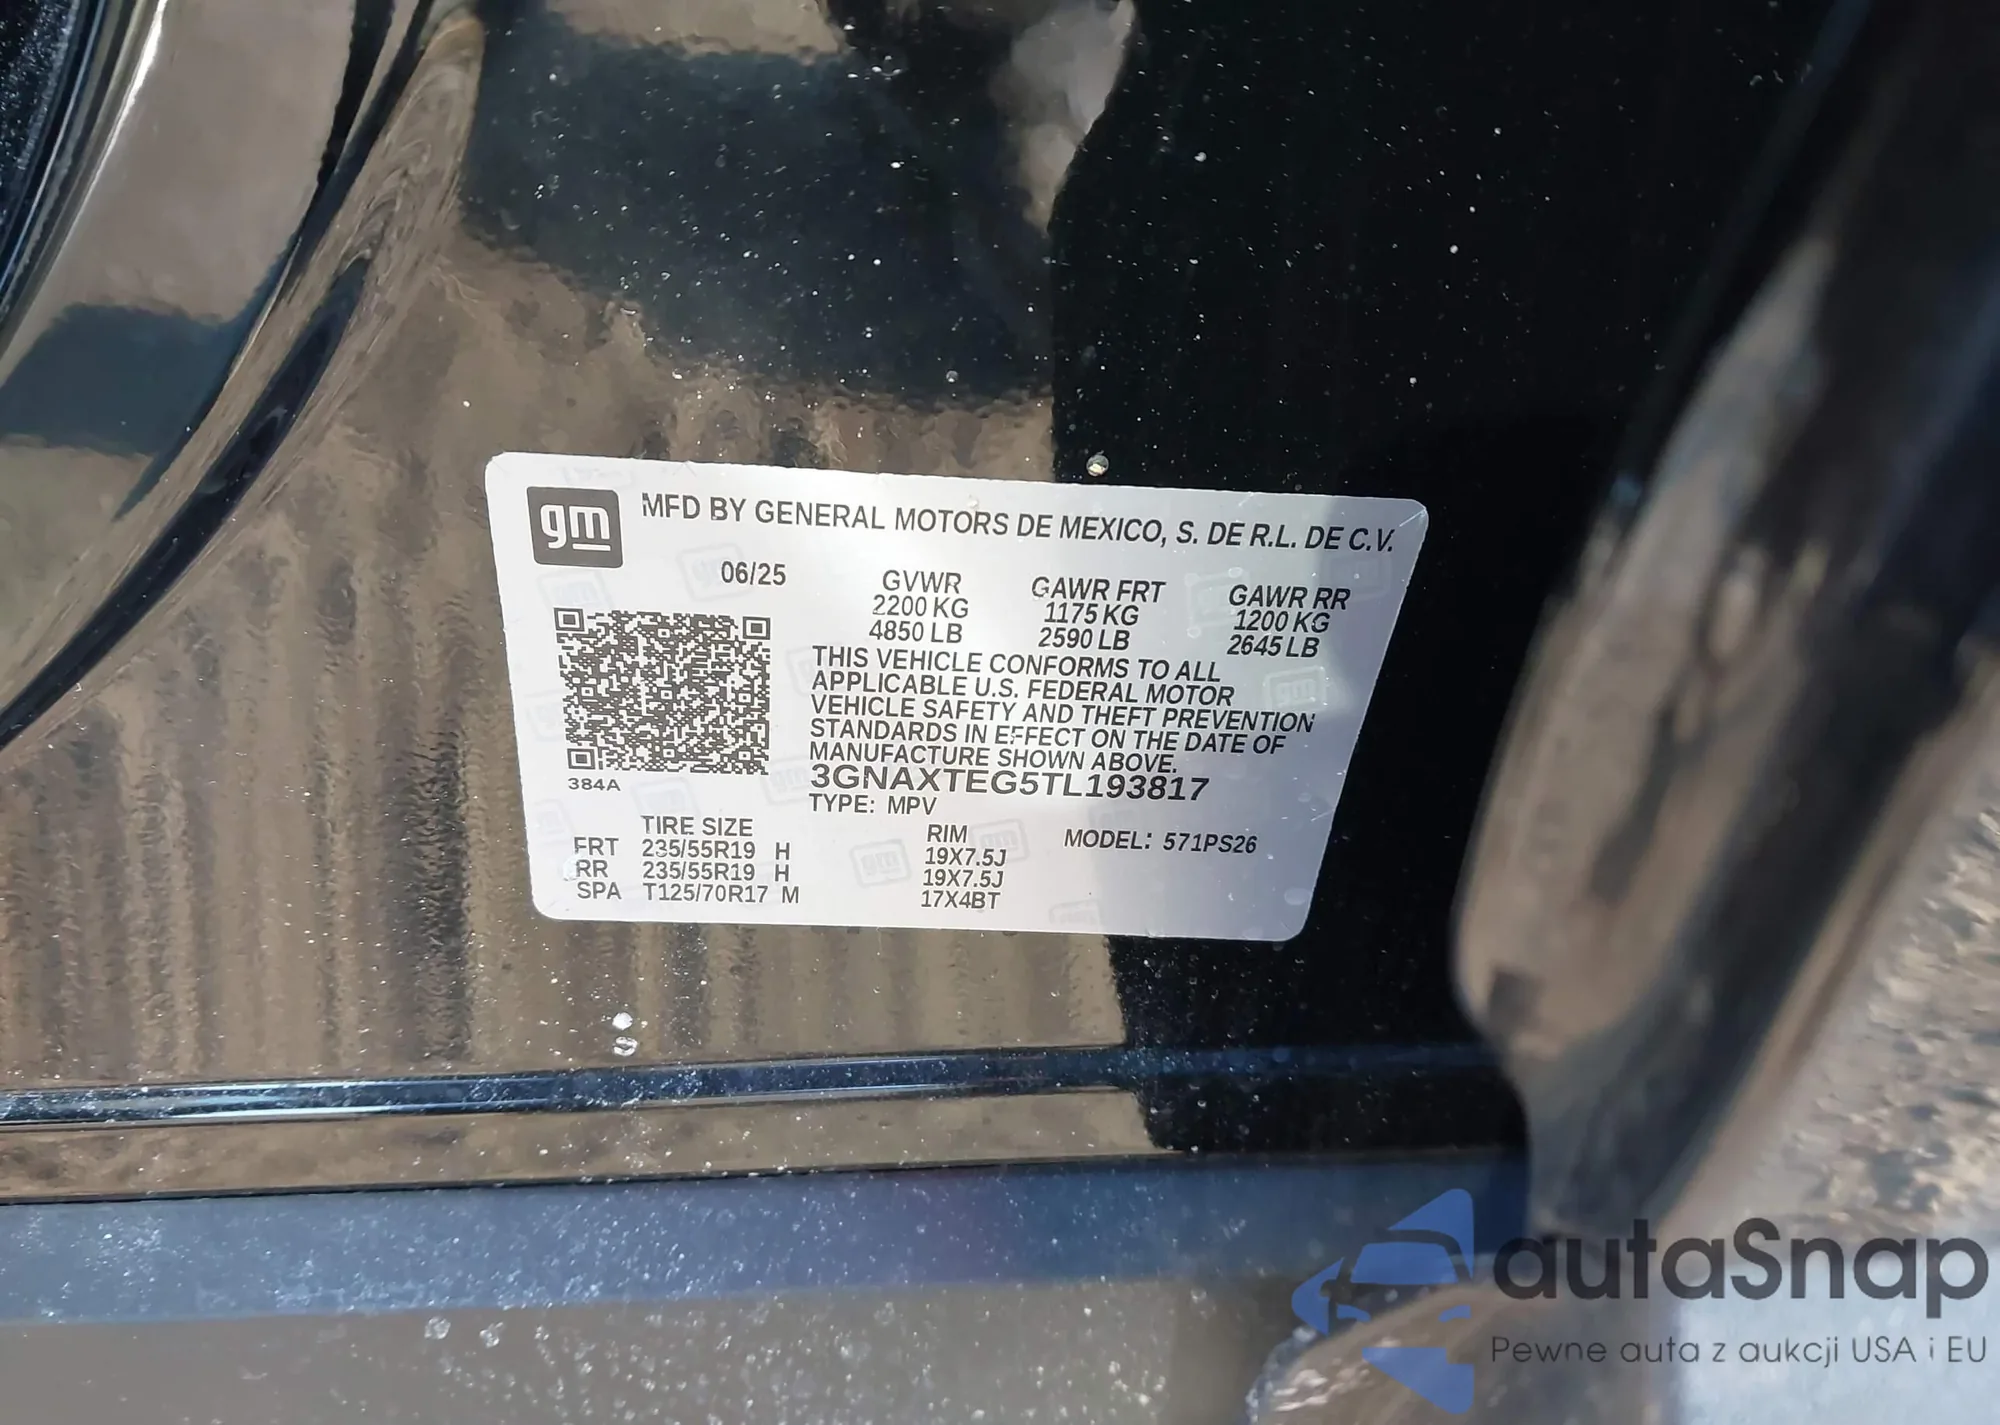 gm MFD BY GENERAL MOTORS DE MEXICO, S. DE R.L. DE C.V.
06/25 GVWR GAWR FRT GAWR RR
2200 KG 1175 KG 1200 KG
4850 LB 2590 LB 2645 LB
THIS VEHICLE CONFORMS TO ALL
APPLICABLE U.S. FEDERAL MOTOR
VEHICLE SAFETY AND THEFT PREVENTION
STANDARDS IN EFFECT ON THE DATE OF
MANUFACTURE SHOWN ABOVE.
384A
3GNAXTEG5TL193817
TYPE: MPV
TIRE SIZE RIM MODEL: 571PS26
FRT 235/55R19 H 19X7.5J
RR 235/55R19 H 19X7.5J
SPA T125/70R17 M 17X4BT
autaSnap
Pewne auta z aukcji USA i EU